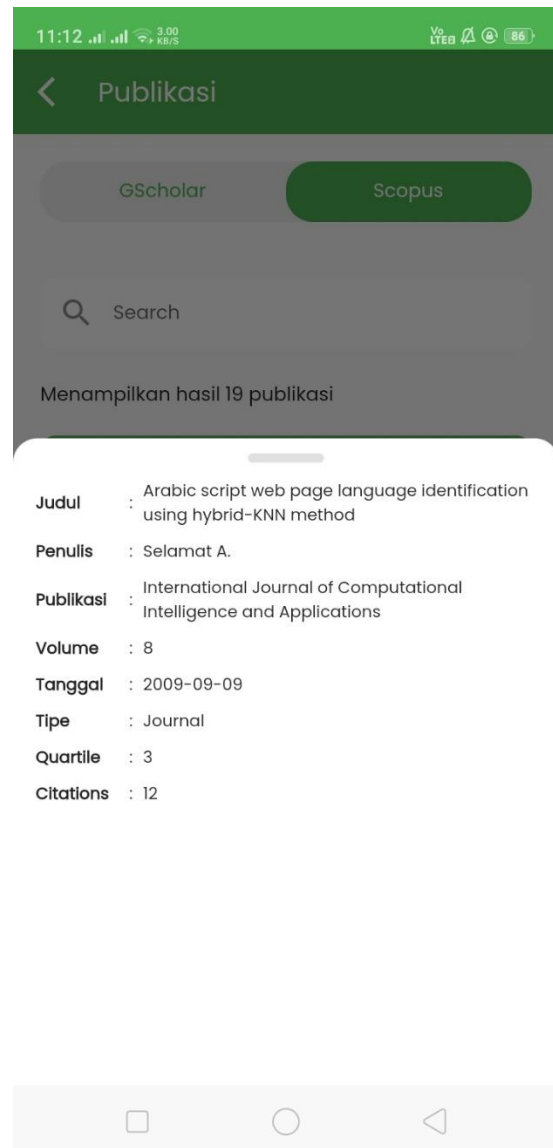 11:12 3.00 KB/S Vo LTE2 86
Publikasi
GScholar Scopus
Search
Menampilkan hasil 19 publikasi
Judul : Arabic script web page language identification
using hybrid-KNN method
Penulis : Selamat A.
Publikasi : International Journal of Computational
Intelligence and Applications
Volume : 8
Tanggal : 2009-09-09
Tipe : Journal
Quartile : 3
Citations : 12